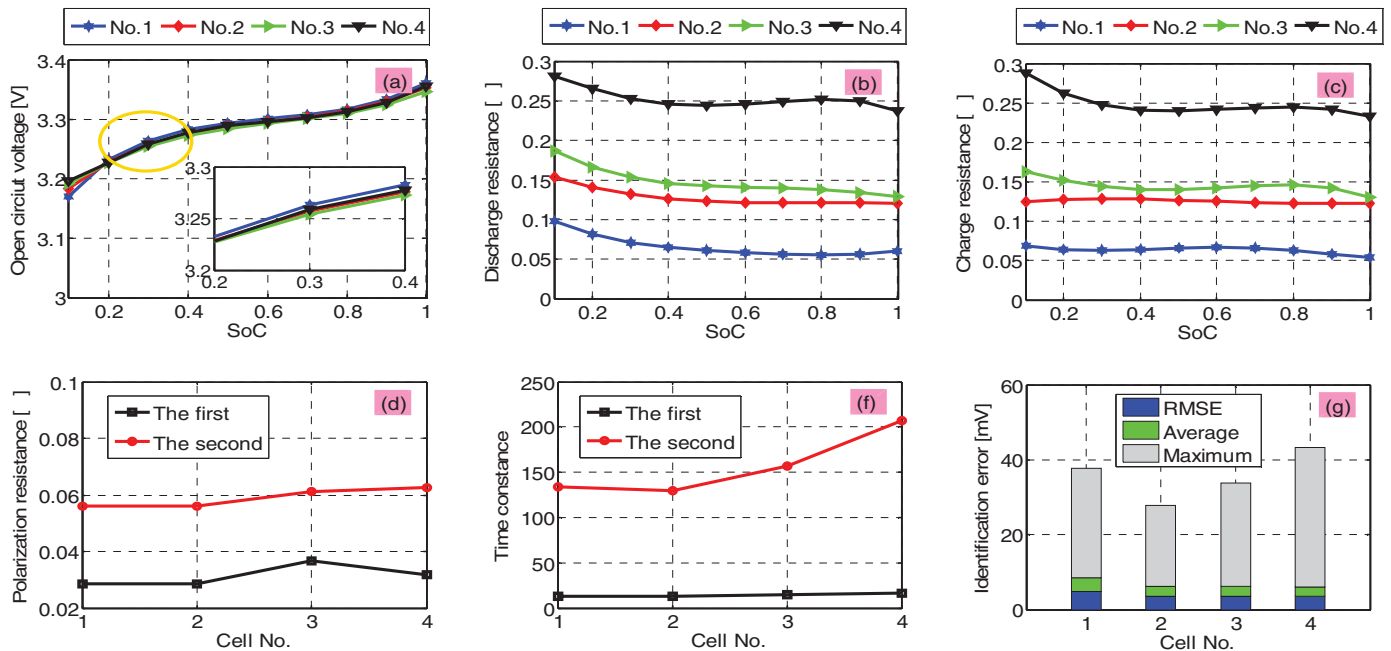 No.1 No.2 No.3 No.4
(a)
Open circiut voltage [V]
3.4
3.3
3.2
3.1
3
0.2 0.4 0.6 0.8 1
SoC
3.3
3.25
3.2
0.2 0.3 0.4
No.1 No.2 No.3 No.4
(b)
Discharge resistance [ ]
0.3
0.25
0.2
0.15
0.1
0.05
0
0.2 0.4 0.6 0.8 1
SoC
No.1 No.2 No.3 No.4
(c)
Charge resistance [ ]
0.3
0.25
0.2
0.15
0.1
0.05
0
0.2 0.4 0.6 0.8 1
SoC
(d)
The first
The second
Polarization resistance [ ]
0.1
0.08
0.06
0.04
0.02
1 2 3 4
Cell No.
(f)
The first
The second
Time constance
250
200
150
100
50
0
1 2 3 4
Cell No.
(g)
RMSE
Average
Maximum
Identification error [mV]
60
40
20
0
1 2 3 4
Cell No.